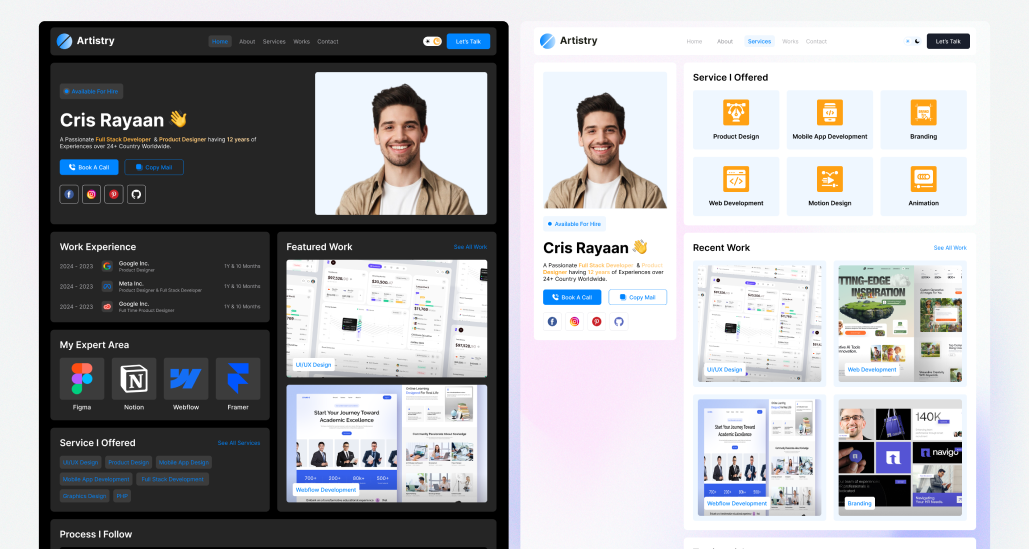 Artistry
Home About Services Works Contact
Let's Talk
Available For Hire
Cris Rayaan
A Passionate Full Stack Developer & Product Designer having 12 years of
Experiences over 24+ Country Worldwide.
Book A Call
Copy Mail
Work Experience
2024 - 2023 Google Inc. 1Y & 10 Months
Product Designer
2024 - 2023 Meta Inc. 1Y & 10 Months
Product Designer & Full Stack Developer
2024 - 2023 Google Inc. 1Y & 10 Months
Full Time Product Designer
My Expert Area
Figma Notion Webflow Framer
Service I Offered
See All Services
UI/UX Design Product Design Mobile App Design
Mobile App Development Full Stack Development
Graphics Design PHP
Process I Follow
Featured Work
See All Work
UI/UX Design
Start Your Journey Toward
Academic Excellence
700+ 200+ 80k+ 500+
Webflow Development
Artistry
Home About Services Works Contact
Let's Talk
Available For Hire
Cris Rayaan
A Passionate Full Stack Developer & Product
Designer having 12 years of Experiences over
24+ Country Worldwide.
Book A Call
Copy Mail
Service I Offered
Product Design Mobile App Development Branding
Web Development Motion Design Animation
Recent Work
See All Work
UI/UX Design
TTING-EDGE
INSPIRATION
Web Development
Start Your Journey Toward
Academic Excellence
Webflow Development
140K
navigo
Branding